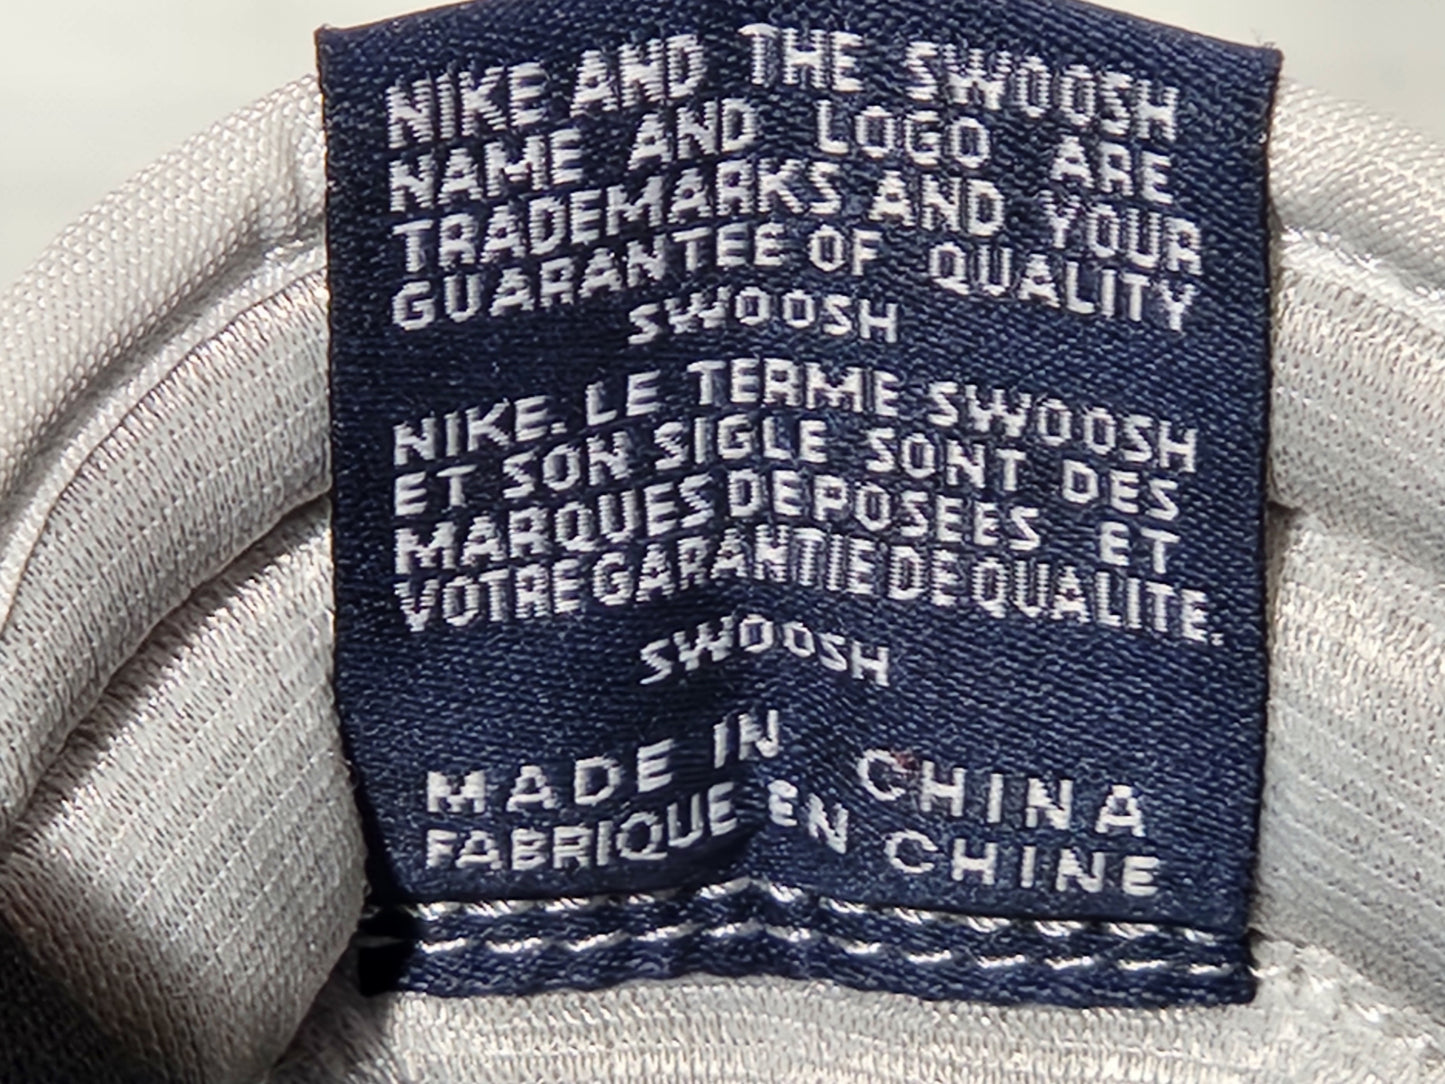 NIKE AND THE SWOOSH
NAME AND LOGO ARE
TRADEMARKS AND YOUR
GUARANTEE OF QUALITY
SWOOSH
NIKE. LE TERME SWOOSH
ET SON SIGLE SONT DES
MARQUES DEPOSEES ET
VOTRE GARANTIE DE QUALITE.
SWOOSH
MADE IN CHINA
FABRIQUE EN CHINE